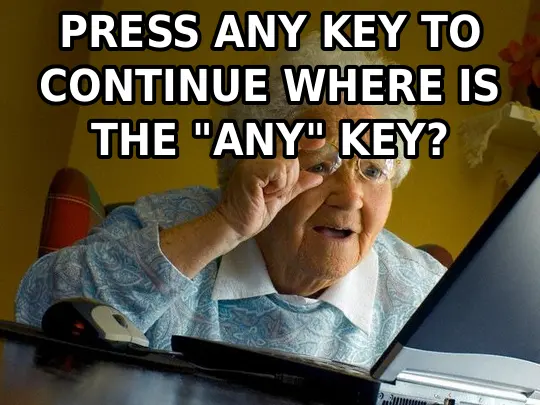 PRESS ANY KEY TO
CONTINUE WHERE IS
THE "ANY" KEY?